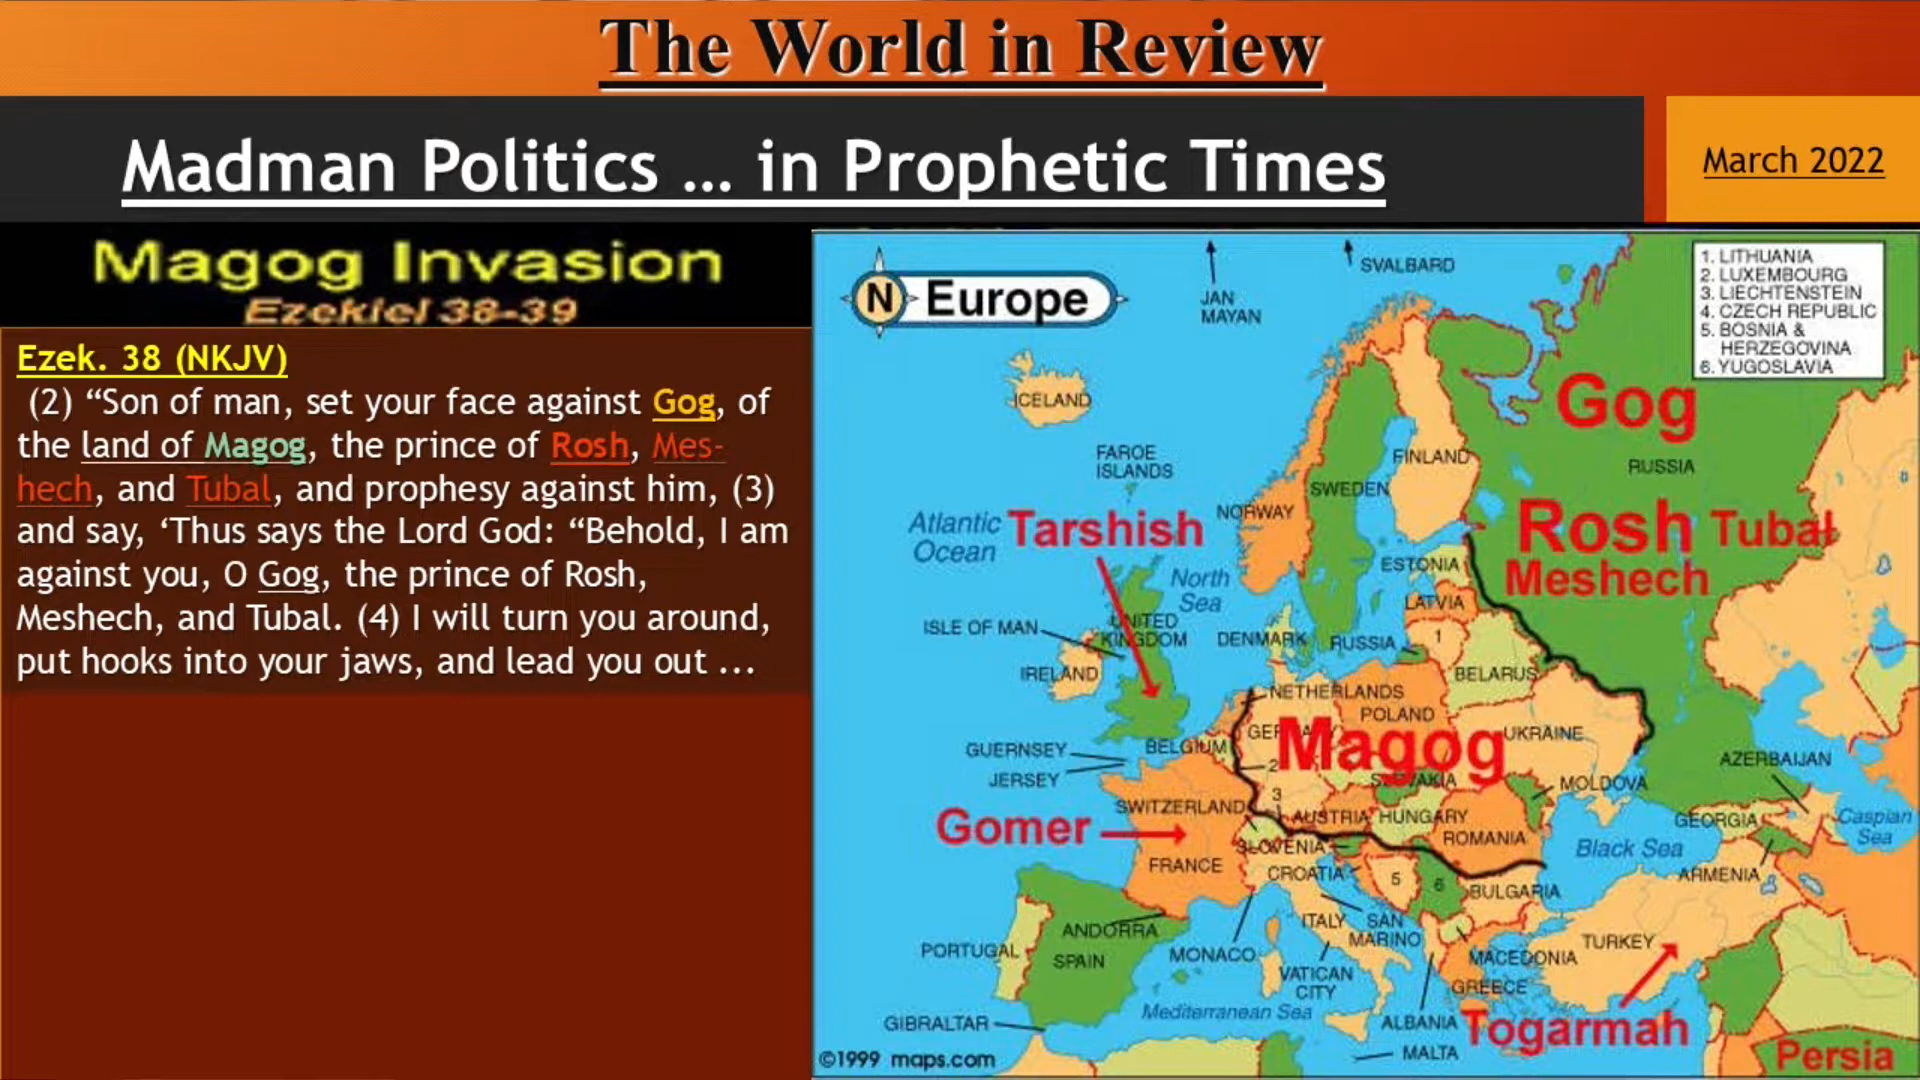 The World in Review
Madman Politics ... in Prophetic Times
March 2022
Magog Invasion
Ezekiel 38-39
Ezek. 38 (NKJV)
(2) “Son of man, set your face against Gog, of
the land of Magog, the prince of Rosh, Mes-
hech, and Tubal, and prophesy against him, (3)
and say, ‘Thus says the Lord God: “Behold, I am
against you, O Gog, the prince of Rosh,
Meshech, and Tubal. (4) I will turn you around,
put hooks into your jaws, and lead you out ...
N
Europe
JAN
MAYAN
SVALBARD
1. LITHUANIA
2. LUXEMBOURG
3. LIECHTENSTEIN
4. CZECH REPUBLIC
5. BOSNIA &
HERZEGOVINA
6. YUGOSLAVIA
ICELAND
Gog
FAROE
ISLANDS
FINLAND
RUSSIA
SWEDEN
NORWAY
Atlantic
Ocean
Tarshish
Rosh Tubal
Meshech
North
Sea
ESTONIA
LATVIA
ISLE OF MAN
UNITED
KINGDOM
DENMARK
RUSSIA
1
IRELAND
BELARUS
NETHERLANDS
POLAND
GERMANY
Magog
UKRAINE
GUERNSEY
BELGIUM
2
JERSEY
SLOVAKIA
MOLDOVA
AZERBAIJAN
3
SWITZERLAND
AUSTRIA
HUNGARY
Gomer
ROMANIA
GEORGIA
Caspian
Sea
SLOVENIA
Black Sea
FRANCE
CROATIA
5
6
BULGARIA
ARMENIA
ANDORRA
ITALY
SAN
MARINO
PORTUGAL
SPAIN
MONACO
TURKEY
MACEDONIA
VATICAN
CITY
GREECE
Mediterranean Sea
GIBRALTAR
ALBANIA
Togarmah
MALTA
Persia
©1999 maps.com